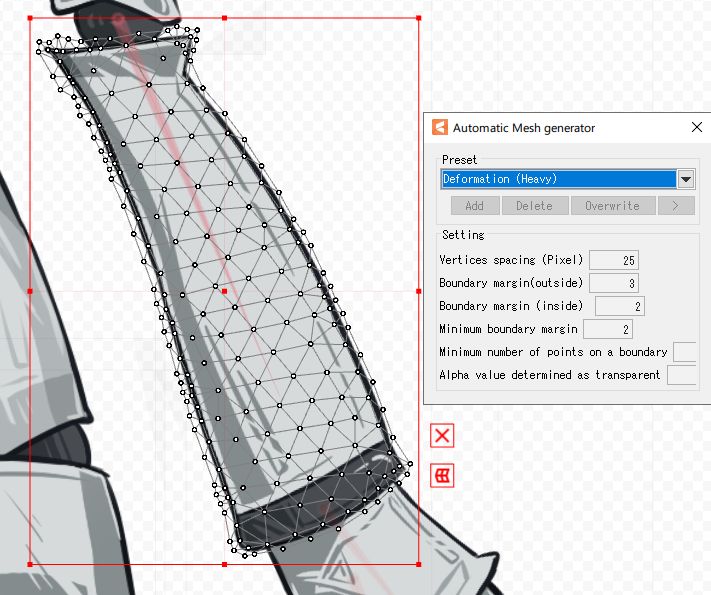 Automatic Mesh generator
Preset
Deformation (Heavy)
Add Delete Overwrite >
Setting
Vertices spacing (Pixel) 25
Boundary margin(outside) 3
Boundary margin (inside) 2
Minimum boundary margin 2
Minimum number of points on a boundary
Alpha value determined as transparent